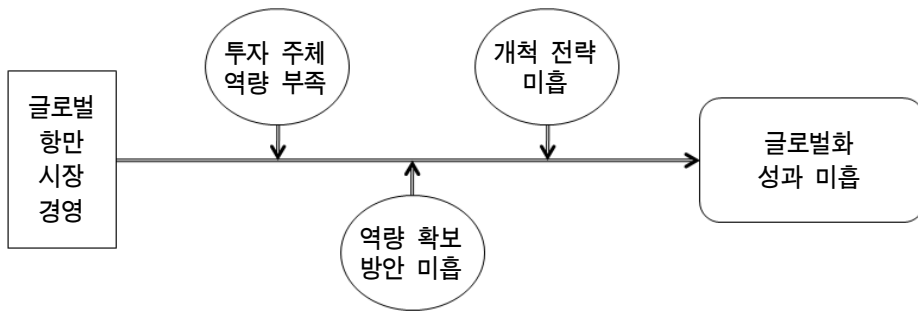 글로벌
항만
시장
경영
투자 주체
역량 부족
역량 확보
방안 미흡
개척 전략
미흡
글로벌화
성과 미흡